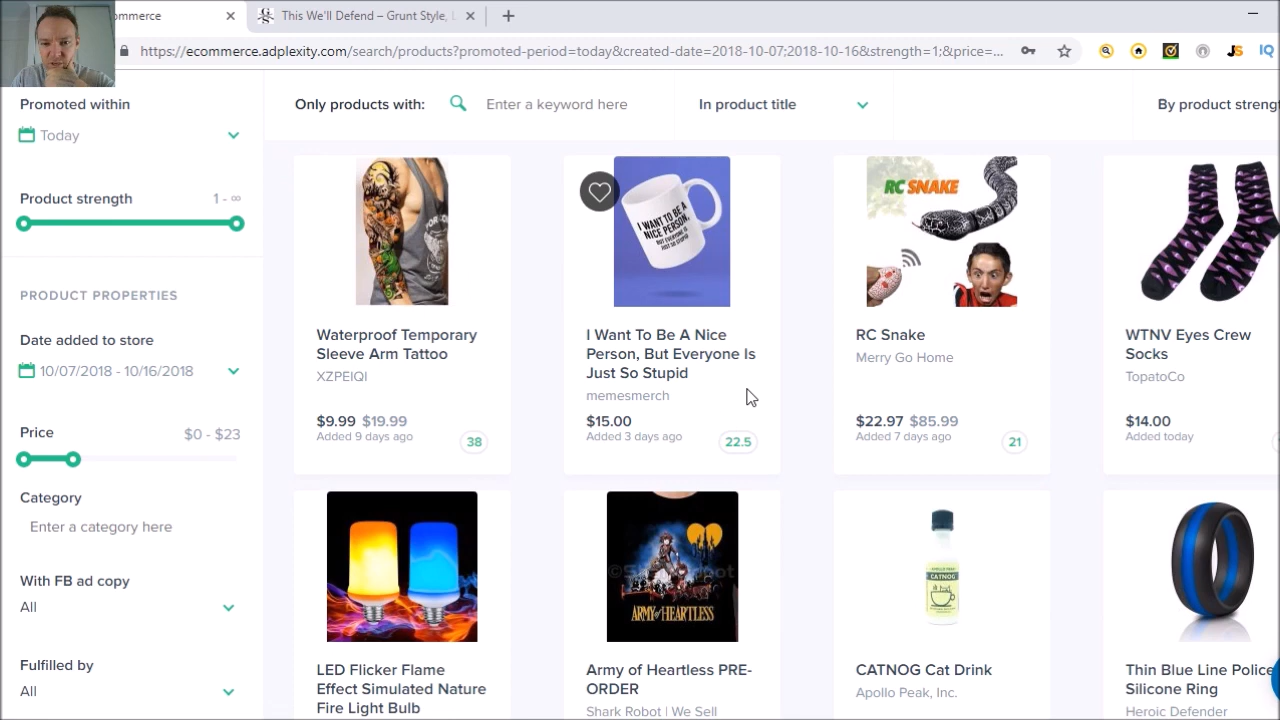 ommerce
This We'll Defend – Grunt Style, L
https://ecommerce.adplexity.com/search/products?promoted-period=today&created-date=2018-10-07;2018-10-16&strength=1;&price=...
JS
IQ
Promoted within
Today
Product strength
1 - ∞
PRODUCT PROPERTIES
Date added to store
10/07/2018 - 10/16/2018
Price
$0 - $23
Category
Enter a category here
With FB ad copy
All
Fulfilled by
All
Only products with:
Enter a keyword here
In product title
By product strengt
Waterproof Temporary
Sleeve Arm Tattoo
XZPEIQI
$9.99 $19.99
Added 9 days ago
38
I WANT TO BE A
NICE PERSON,
BUT EVERYONE IS
JUST SO STUPID
I Want To Be A Nice
Person, But Everyone Is
Just So Stupid
memesmerch
$15.00
Added 3 days ago
22.5
RC SNAKE
RC Snake
Merry Go Home
$22.97 $85.99
Added 7 days ago
21
WTNV Eyes Crew
Socks
TopatoCo
$14.00
Added today
LED Flicker Flame
Effect Simulated Nature
Fire Light Bulb
ARMY OF HEARTLESS
Army of Heartless PRE-
ORDER
Shark Robot | We Sell
APOLLO PEAK
CATNOG
CATNOG Cat Drink
Apollo Peak, Inc.
Thin Blue Line Police
Silicone Ring
Heroic Defender